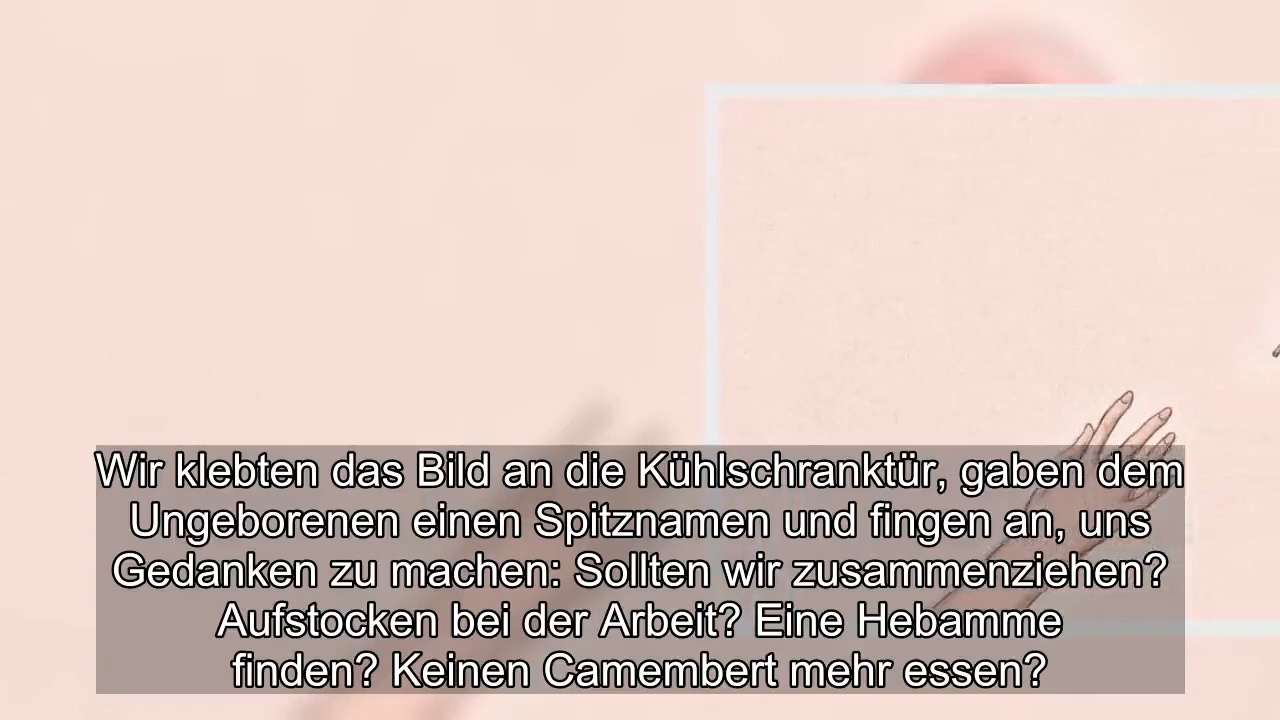 Wir klebten das Bild an die Kühlschranktür, gaben dem
Ungeborenen einen Spitznamen und fingen an, uns
Gedanken zu machen: Sollten wir zusammenziehen?
Aufstocken bei der Arbeit? Eine Hebamme
finden? Keinen Camembert mehr essen?